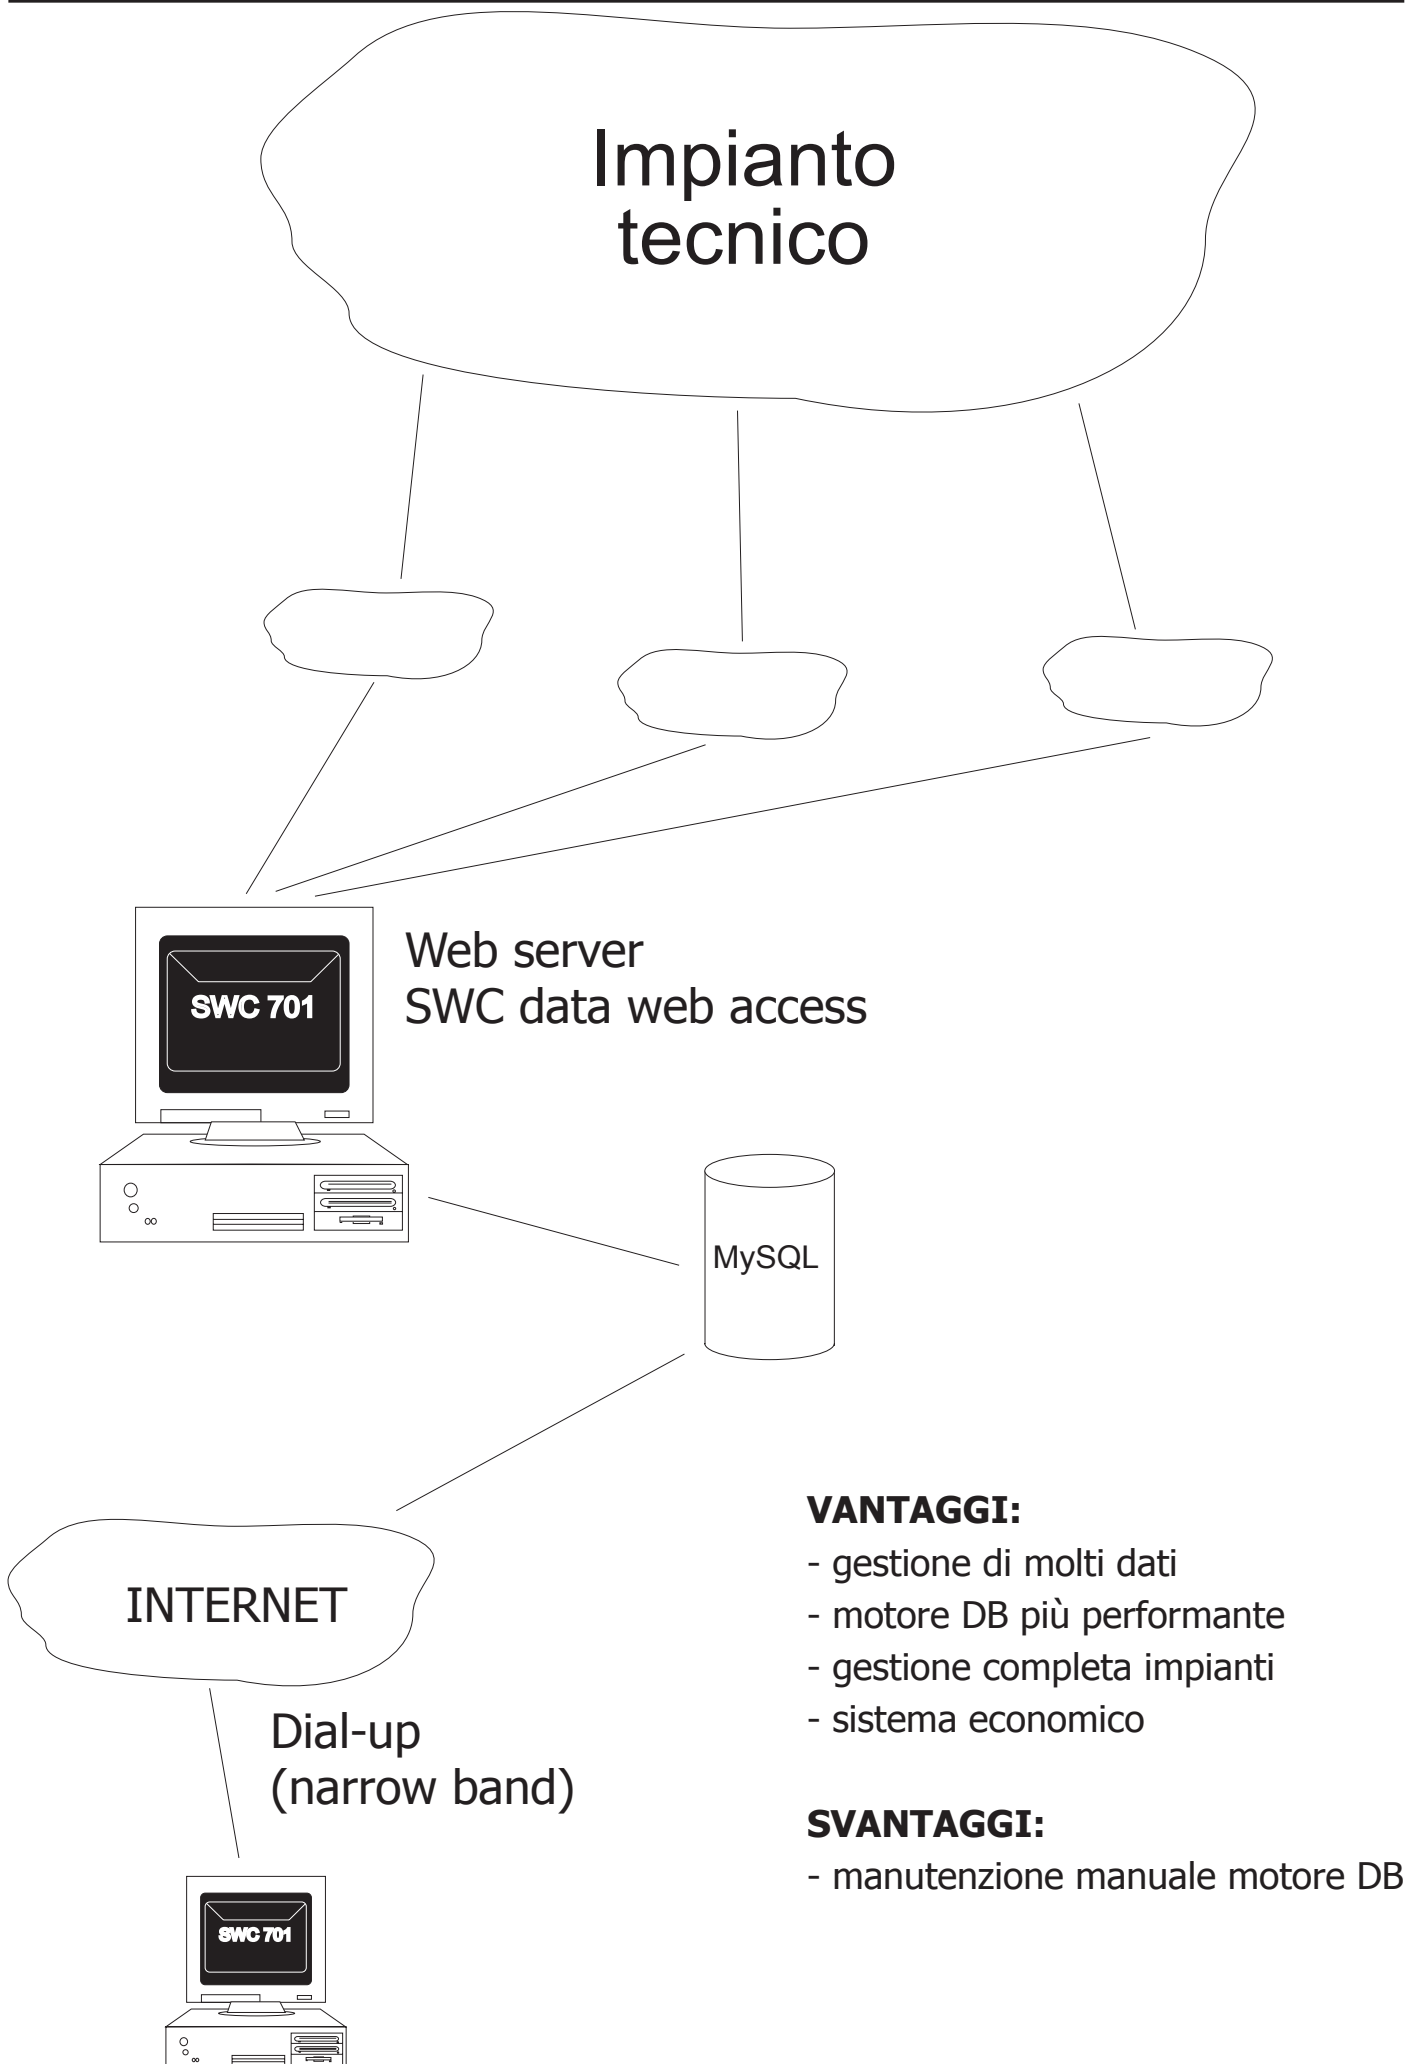 Impianto
tecnico
SWC 701
Web server
SWC data web access
MySQL
INTERNET
Dial-up
(narrow band)
SWC 701
VANTAGGI:
- gestione di molti dati
- motore DB più performante
- gestione completa impianti
- sistema economico
SVANTAGGI:
- manutenzione manuale motore DB